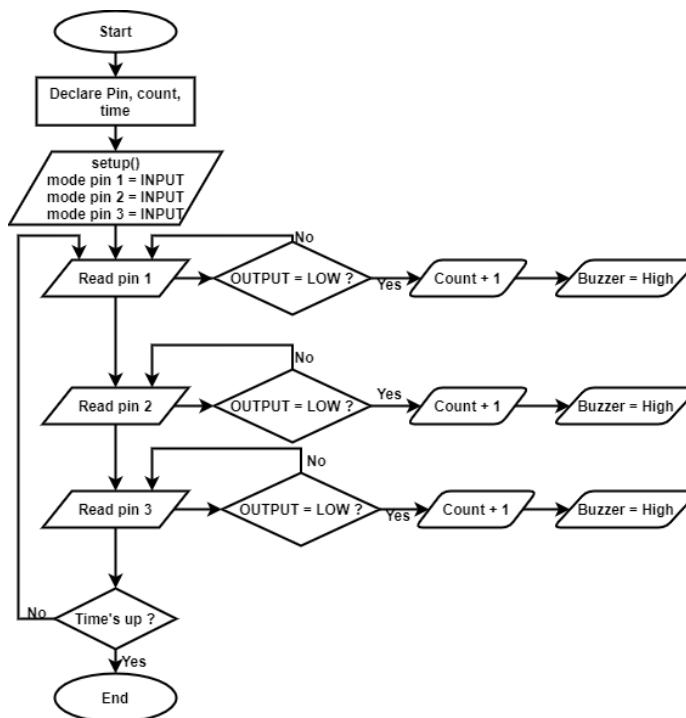 Start
Declare Pin, count,
time
setup()
mode pin 1 = INPUT
mode pin 2 = INPUT
mode pin 3 = INPUT
No
Read pin 1
OUTPUT = LOW ?
Yes
Count + 1
Buzzer = High
No
Read pin 2
OUTPUT = LOW ?
Yes
Count + 1
Buzzer = High
No
Read pin 3
OUTPUT = LOW ?
Yes
Count + 1
Buzzer = High
No
Time's up ?
Yes
End